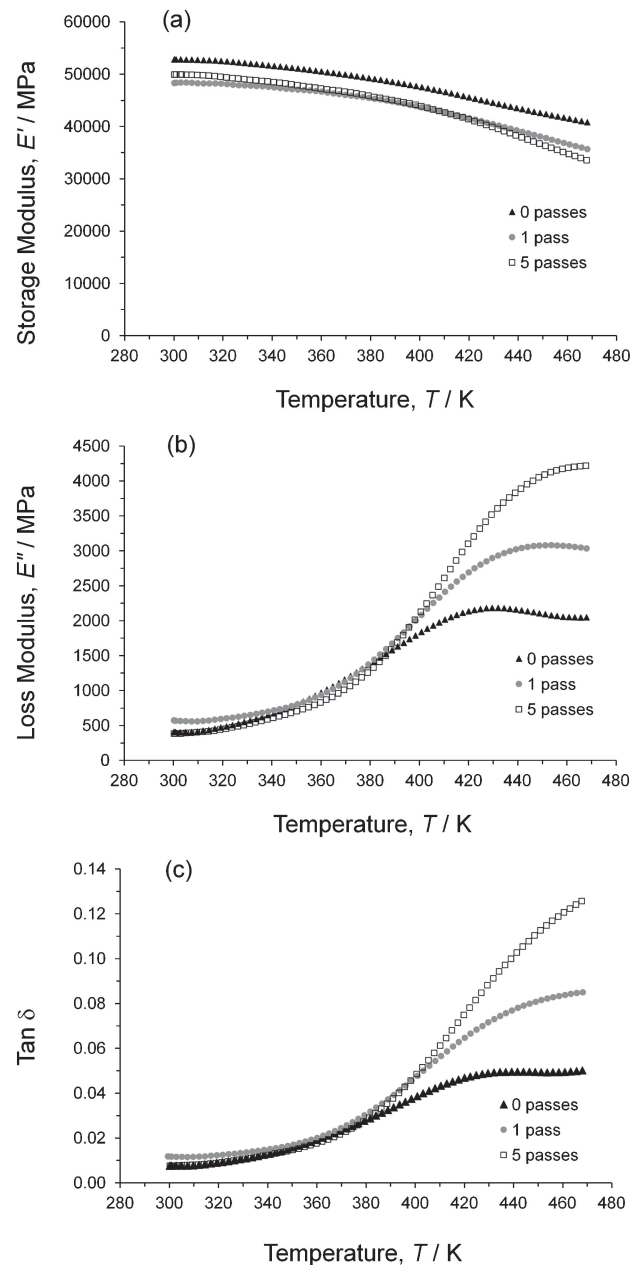 (a)
60000
50000
40000
30000
20000
10000
0
Storage Modulus, E′ / MPa
0 passes
1 pass
5 passes
280 300 320 340 360 380 400 420 440 460 480
Temperature, T / K
(b)
4500
4000
3500
3000
2500
2000
1500
1000
500
0
Loss Modulus, E″ / MPa
0 passes
1 pass
5 passes
280 300 320 340 360 380 400 420 440 460 480
Temperature, T / K
(c)
0.14
0.12
0.10
0.08
0.06
0.04
0.02
0.00
Tan δ
0 passes
1 pass
5 passes
280 300 320 340 360 380 400 420 440 460 480
Temperature, T / K